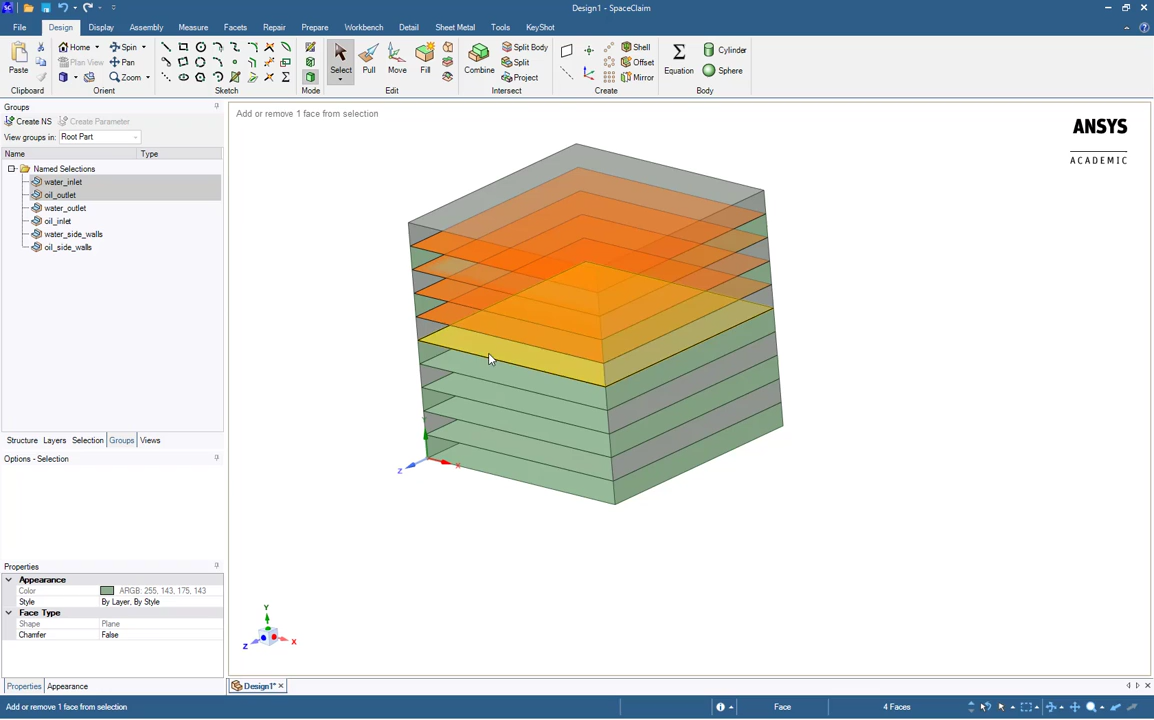 Design1 - SpaceClaim
File Design Display Assembly Measure Facets Repair Prepare Workbench Detail Sheet Metal Tools KeyShot
Paste
Clipboard
Home
Plan View
Spin
Pan
Zoom
Orient
Sketch
Mode
Select Pull Move Fill
Edit
Combine
Split Body
Split
Project
Intersect
Shell
Offset
Mirror
Create
Equation
Cylinder
Sphere
Body
Groups
Create NS Create Parameter
View groups in: Root Part
Name Type
Named Selections
water_inlet
oil_outlet
water_outlet
oil_inlet
water_side_walls
oil_side_walls
Structure Layers Selection Groups Views
Options - Selection
Properties
Appearance
Color ARGB: 255, 143, 175, 143
Style By Layer, By Style
Face Type
Shape Plane
Chamfer False
Properties Appearance
Add or remove 1 face from selection
ANSYS
ACADEMIC
X
Z
Y
X
Z
Design1*
Add or remove 1 face from selection Face 4 Faces